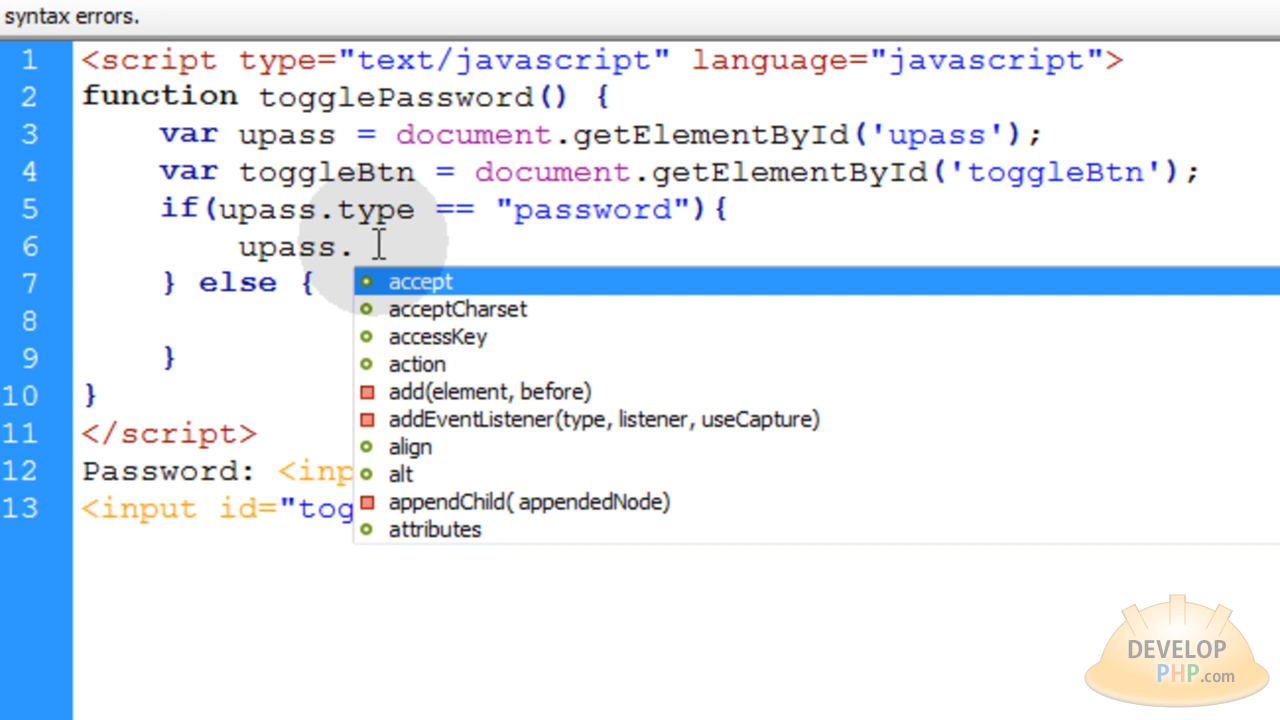 syntax errors.
1 <script type="text/javascript" language="javascript">
2 function togglePassword() {
3 var upass = document.getElementById('upass');
4 var toggleBtn = document.getElementById('toggleBtn');
5 if(upass.type == "password"){
6 upass.
accept
7 } else {
acceptCharset
8
accessKey
9 }
action
10 }
add(element, before)
addEventListener(type, listener, useCapture)
11 </script>
align
12 Password: <inp
alt
13 <input id="tog
appendChild( appendedNode)
attributes
DEVELOP
PHP.com